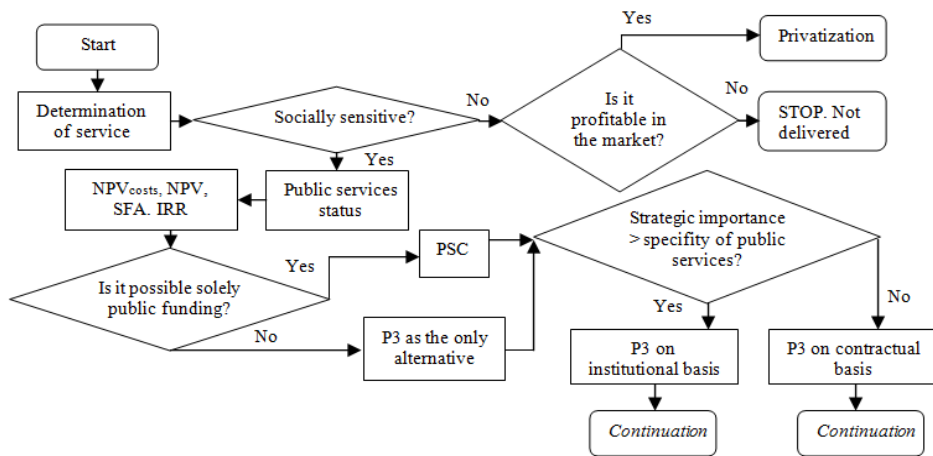 Start
Yes
Privatization
Determination
of service
Socially sensitive?
No
Is it
profitable in
the market?
No
STOP. Not
delivered
Yes
NPVcosts, NPV,
SFA. IRR
Public services
status
Strategic importance
> specifity of public
services?
Yes
PSC
Is it possible solely
public funding?
No
P3 as the only
alternative
Yes
No
P3 on
institutional basis
P3 on contractual
basis
Continuation
Continuation